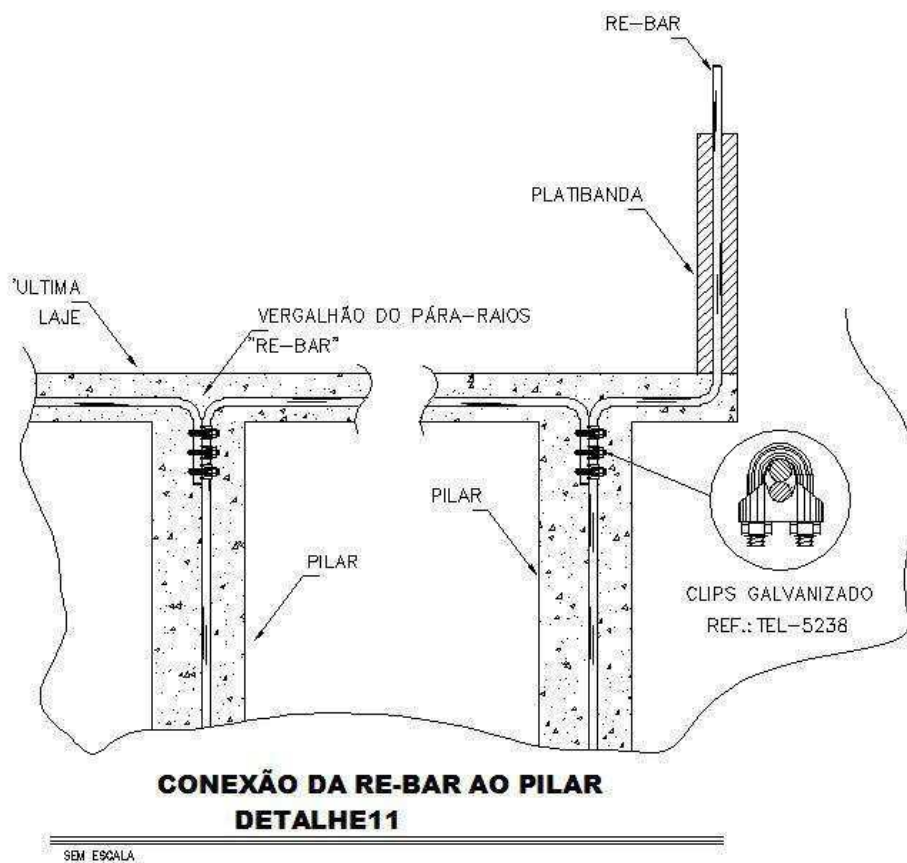 RE-BAR
PLATIBANDA
'ULTIMA
LAJE
VERGALHÃO DO PÁRA-RAIOS
"RE-BAR"
PILAR
PILAR
CLIPS GALVANIZADO
REF.: TEL-5238
CONEXÃO DA RE-BAR AO PILAR
DETALHE11
SEM ESCALA